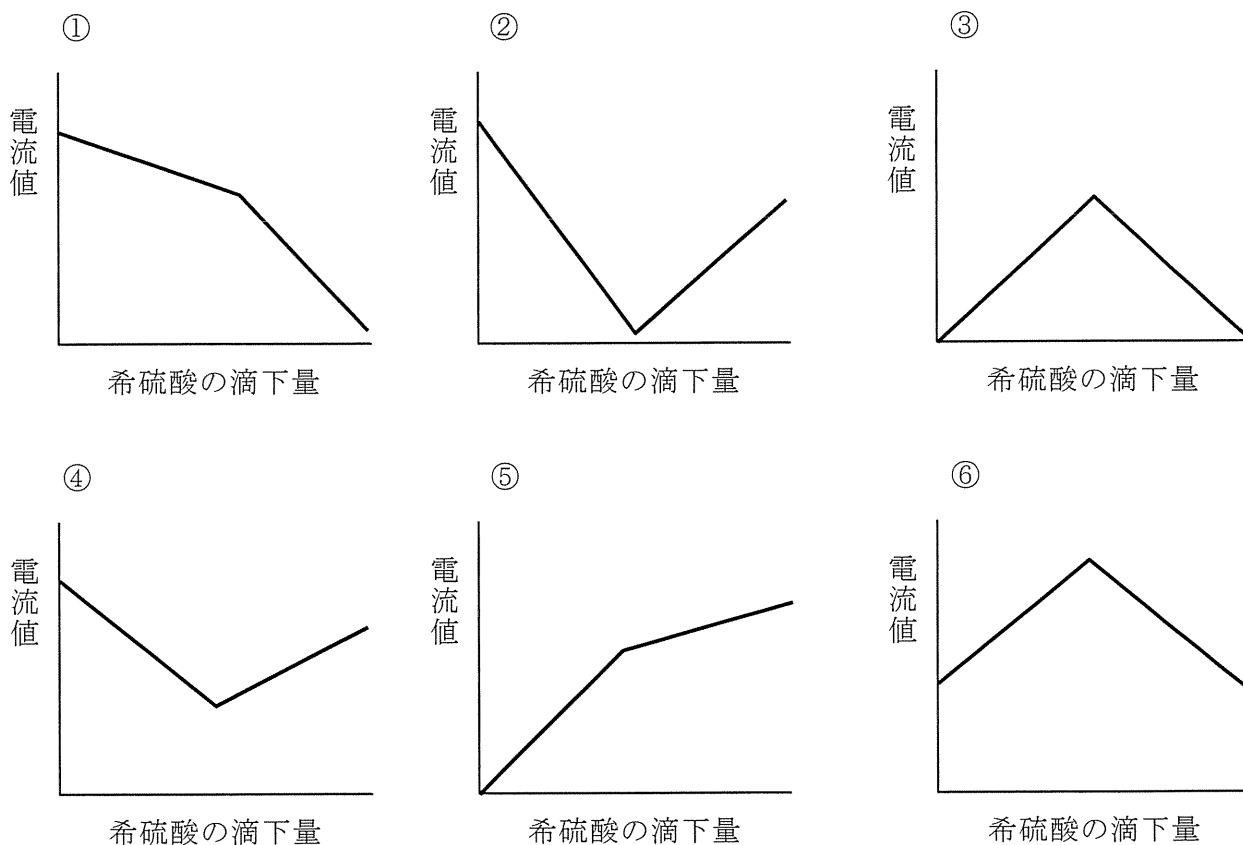 ① ② ③
電流値 電流値 電流値
希硫酸の滴下量 希硫酸の滴下量 希硫酸の滴下量
④ ⑤ ⑥
電流値 電流値 電流値
希硫酸の滴下量 希硫酸の滴下量 希硫酸の滴下量